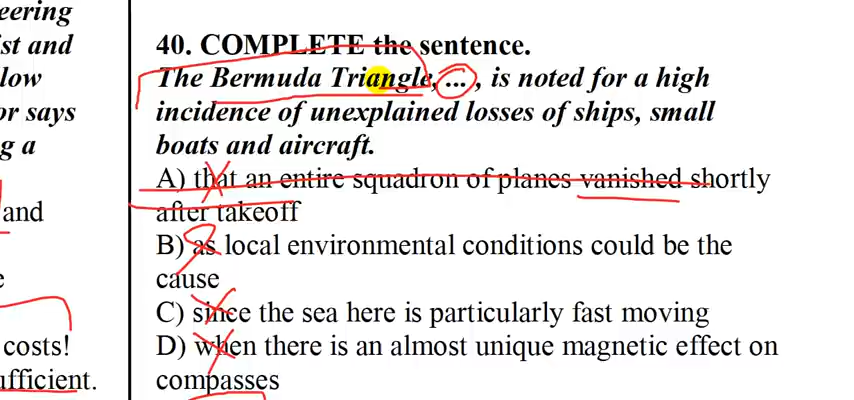 eering
ist and
low
or says
g a
and
e
costs!
ufficient.
40. COMPLETE the sentence.
The Bermuda Triangle, ... , is noted for a high
incidence of unexplained losses of ships, small
boats and aircraft.
A) that an entire squadron of planes vanished shortly
after takeoff
B) as local environmental conditions could be the
cause
C) since the sea here is particularly fast moving
D) when there is an almost unique magnetic effect on
compasses